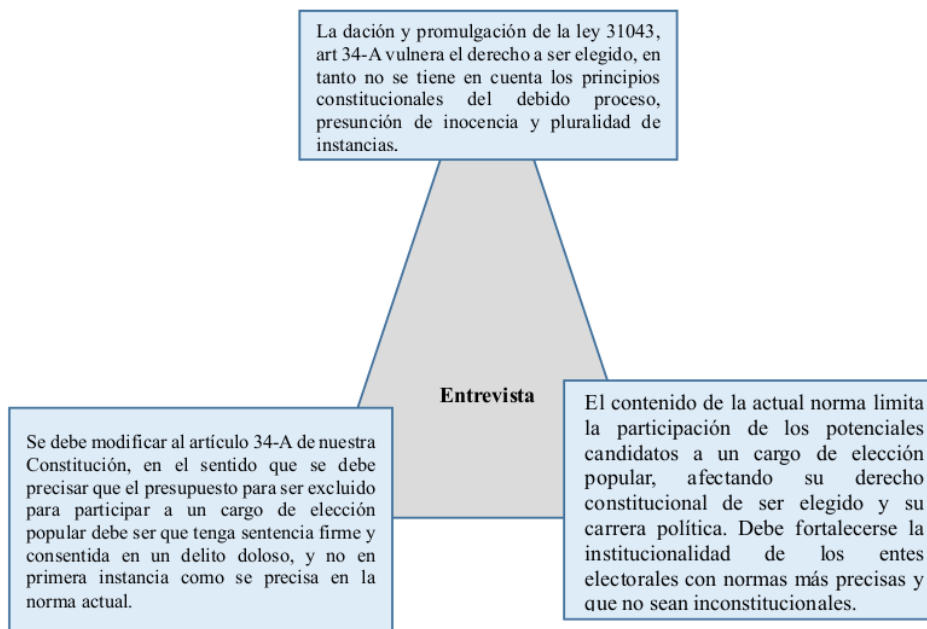 La dación y promulgación de la ley 31043,
art 34-A vulnera el derecho a ser elegido, en
tanto no se tiene en cuenta los principios
constitucionales del debido proceso,
presunción de inocencia y pluralidad de
instancias.
Entrevista
Se debe modificar al artículo 34-A de nuestra
Constitución, en el sentido que se debe
precisar que el presupuesto para ser excluido
para participar a un cargo de elección
popular debe ser que tenga sentencia firme y
consentida en un delito doloso, y no en
primera instancia como se precisa en la
norma actual.
El contenido de la actual norma limita
la participación de los potenciales
candidatos a un cargo de elección
popular, afectando su derecho
constitucional de ser elegido y su
carrera política. Debe fortalecerse la
institucionalidad de los entes
electorales con normas más precisas y
que no sean inconstitucionales.